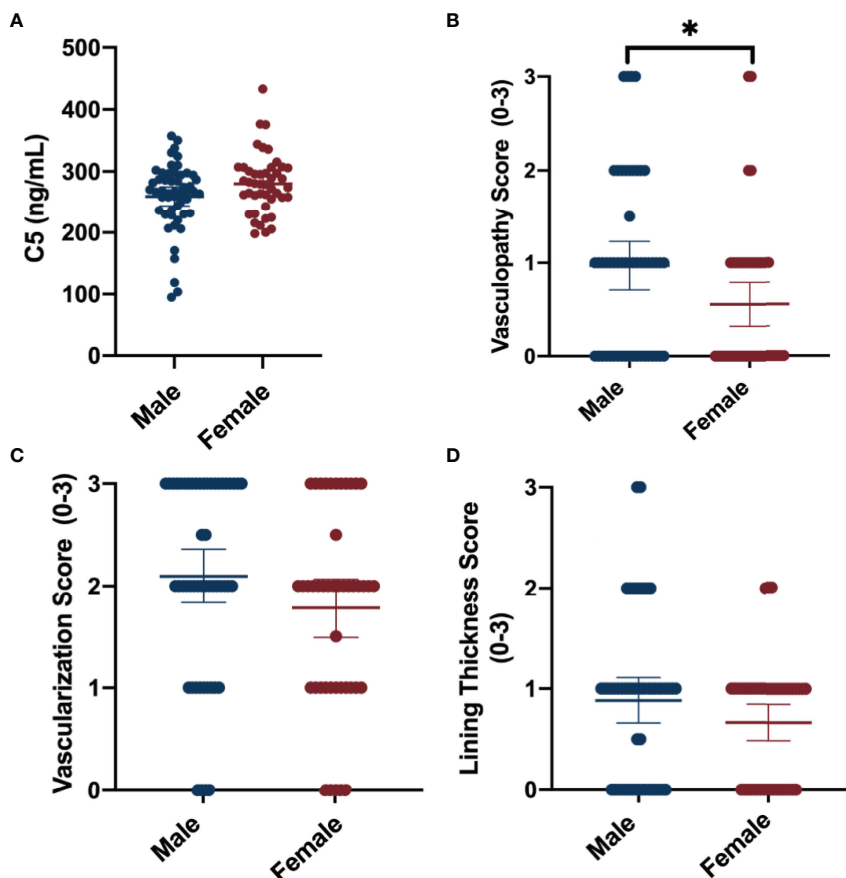 A
C5 (ng/mL)
500
400
300
200
100
0
Male
Female
B
*
Vasculopathy Score (0-3)
3
2
1
0
Male
Female
C
Vascularization Score (0-3)
3
2
1
0
Male
Female
D
Lining Thickness Score
(0-3)
3
2
1
0
Male
Female